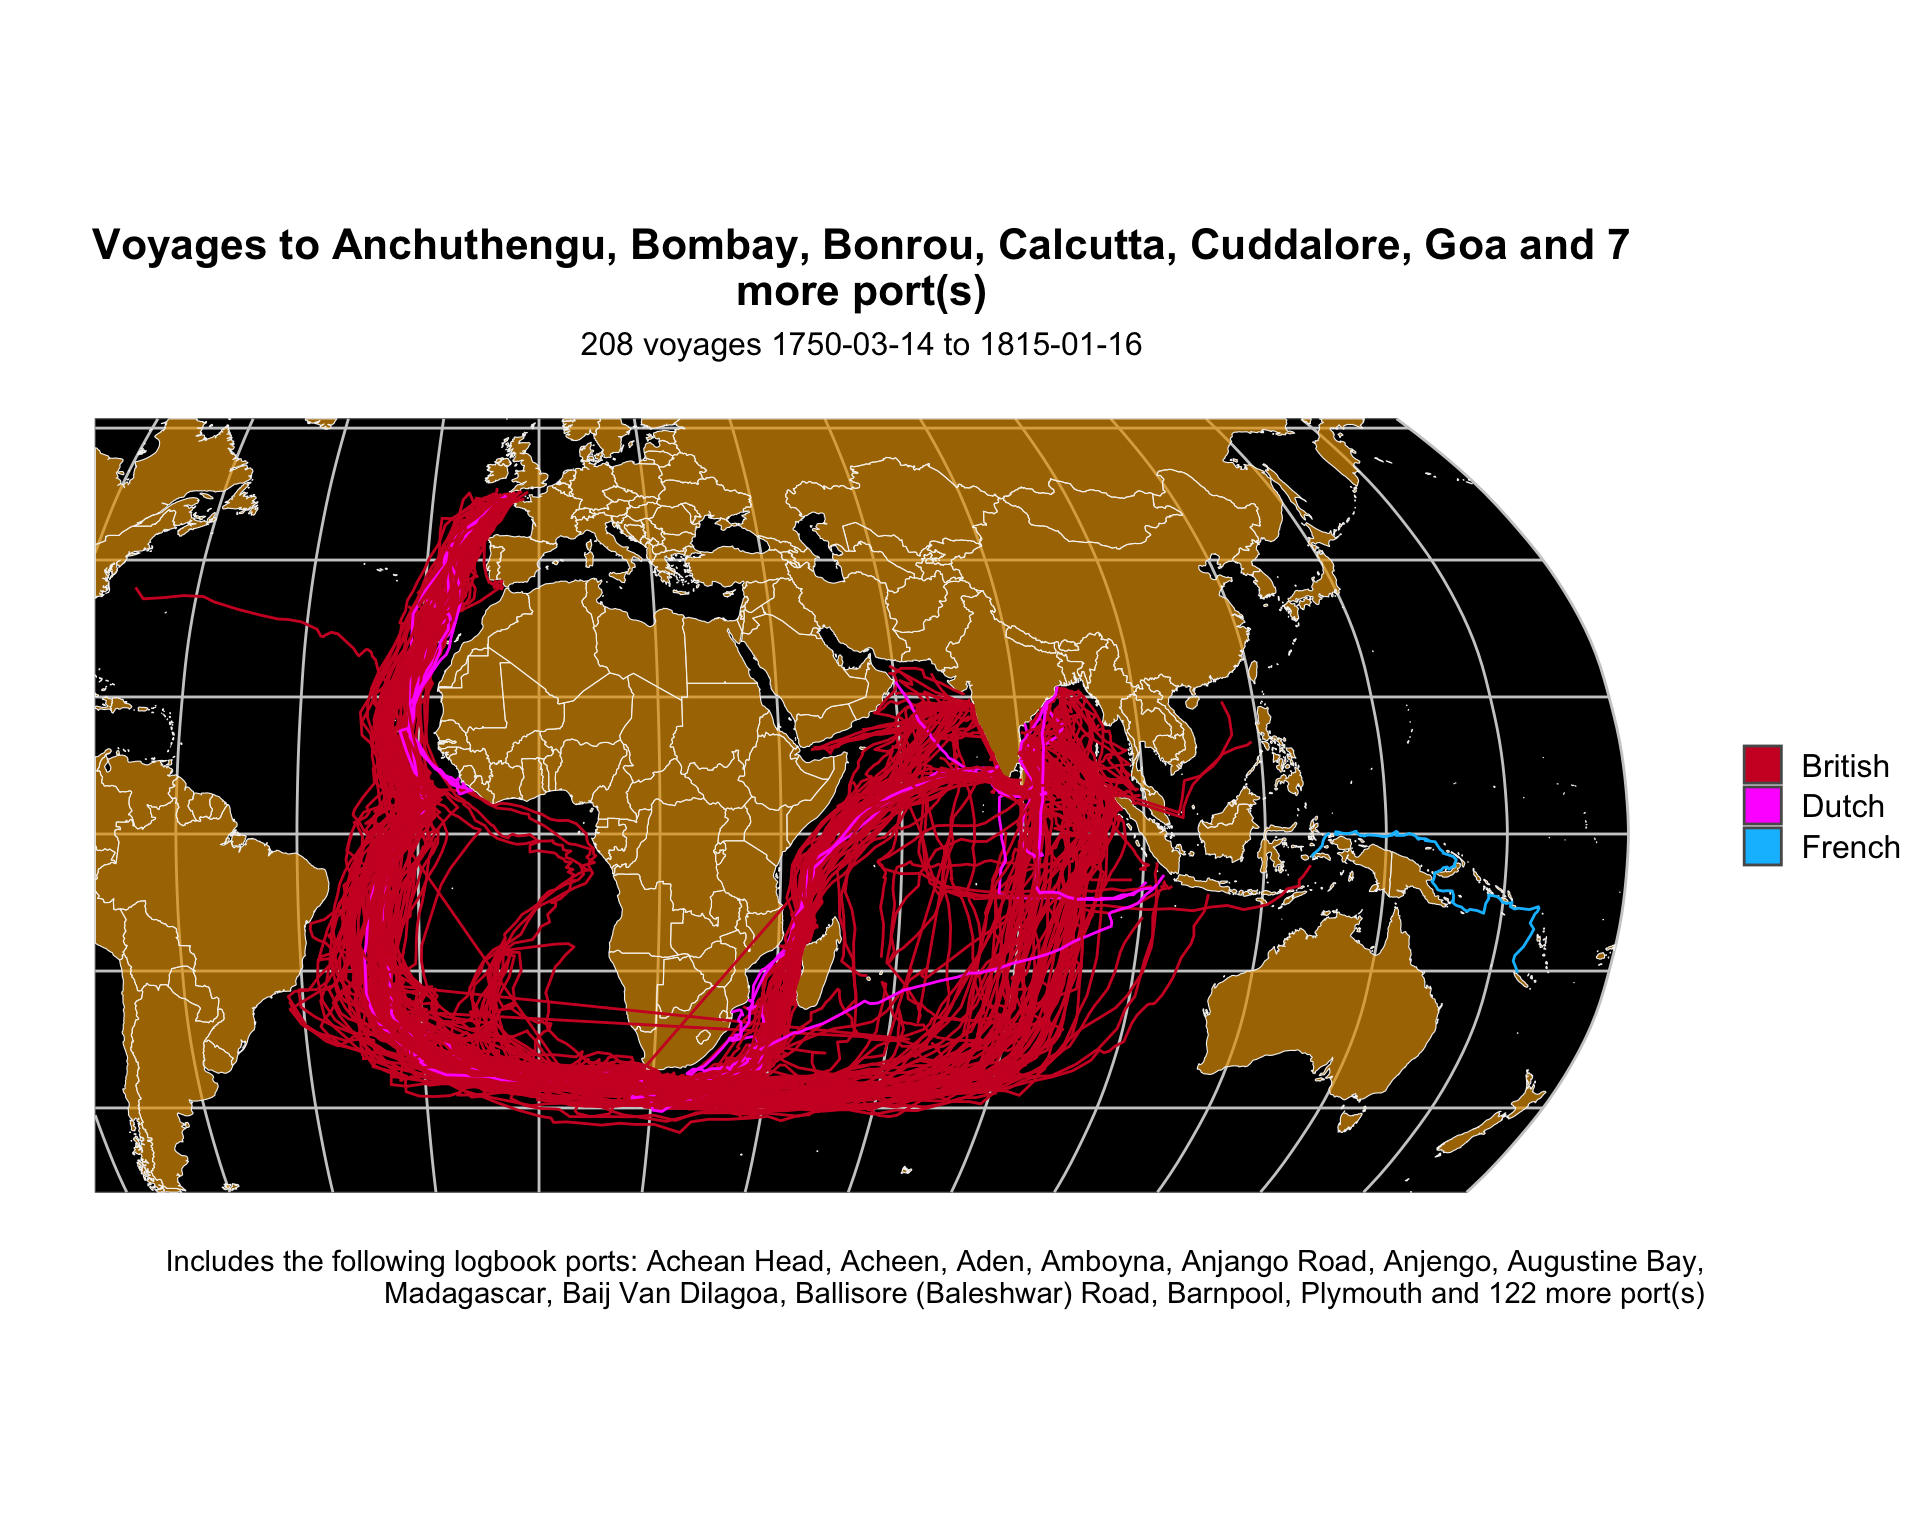 Voyages to Anchuthengu, Bombay, Bonrou, Calcutta, Cuddalore, Goa and 7
more port(s)
208 voyages 1750-03-14 to 1815-01-16
British
Dutch
French
Includes the following logbook ports: Achean Head, Acheen, Aden, Amboyna, Anjango Road, Anjengo, Augustine Bay,
Madagascar, Baij Van Dilagoa, Ballisore (Baleshwar) Road, Barnpool, Plymouth and 122 more port(s)